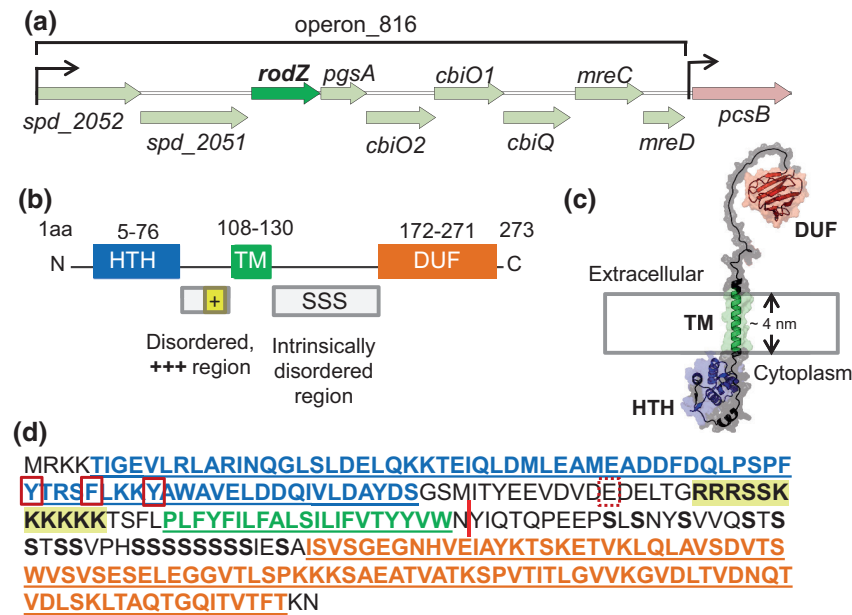 (a)
operon_816
rodZ pgsA cbiO1 mreC
spd_2052 spd_2051 cbiO2 cbiQ mreD pcsB
(b)
1aa 5-76 108-130 172-271 273
N HTH TM DUF C
+ SSS
Disordered, Intrinsically
+++ region disordered
region
(c)
DUF
Extracellular
TM ~ 4 nm
Cytoplasm
HTH
(d)
MRKKTIGEVLRLARINQGLSLDELQKKTEIQLDMLEAMEADDFDQLPSPF
YTRSFLKKYAWAVELDDQIVLDAYDSGSMITYEEVDVDEDELTGRRRSSK
KKKKKTSFLPLFYFILFALSILIFVTYYVWNYIQTQPEEPSLSNYSVVQSTS
STSSVPHSSSSSSSSSIESAISVSGEGNHVEIAYKTSKETVKLQLAVSDVTS
WVSVSESELEGGVTLSPKKKSAEATVATKSPVTITLGVVKGVDLTVDNQT
VDLSKLTAQTGQITVTFTKN